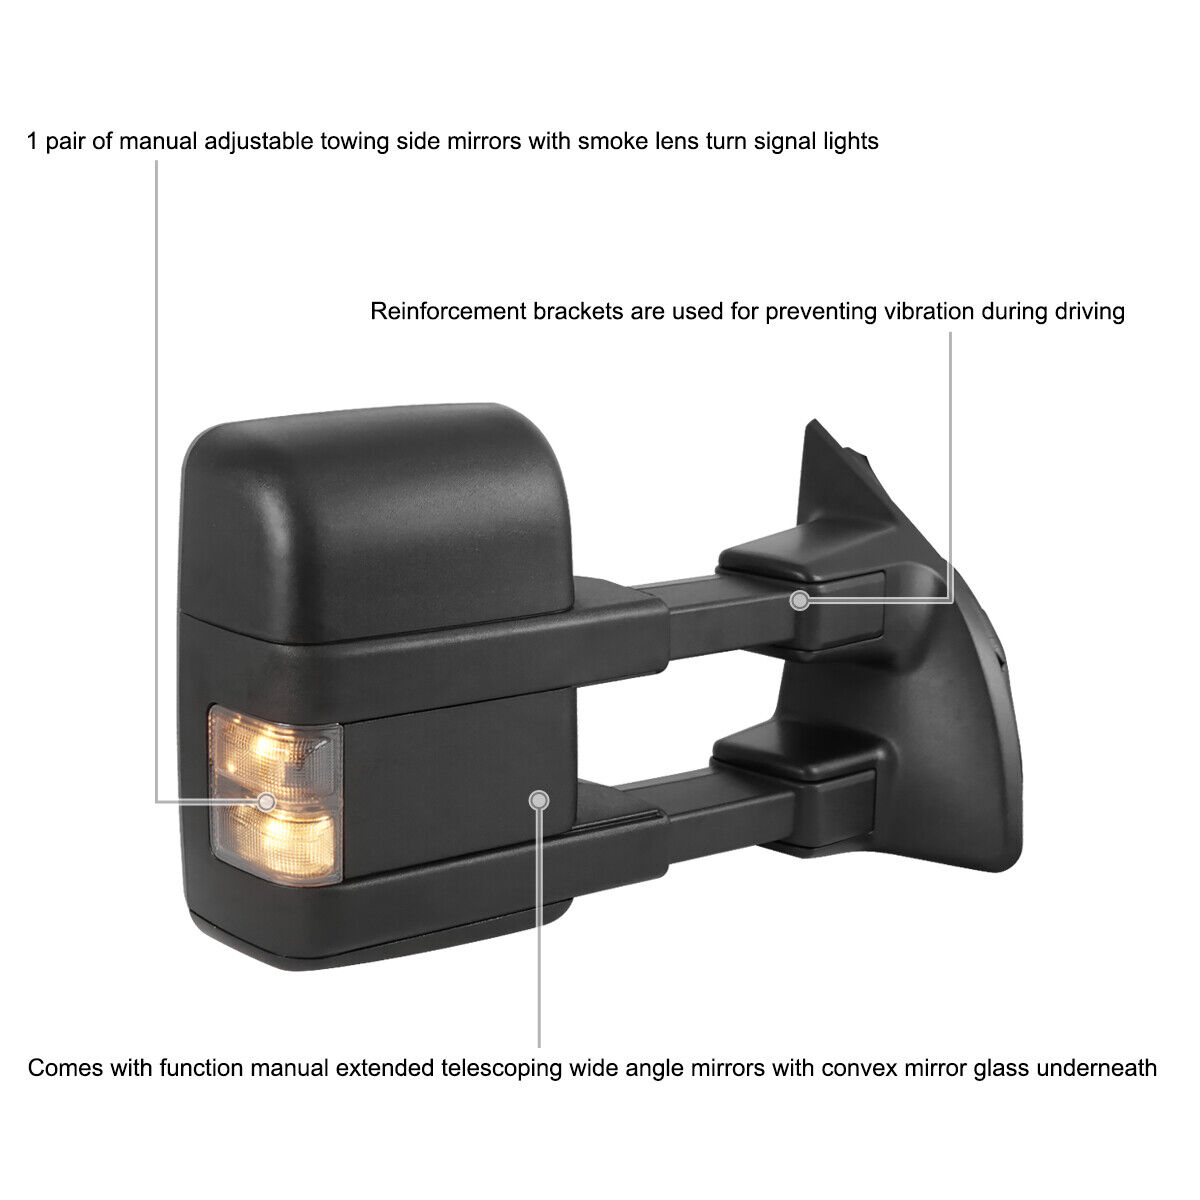 1 pair of manual adjustable towing side mirrors with smoke lens turn signal lights
Reinforcement brackets are used for preventing vibration during driving
Comes with function manual extended telescoping wide angle mirrors with convex mirror glass underneath